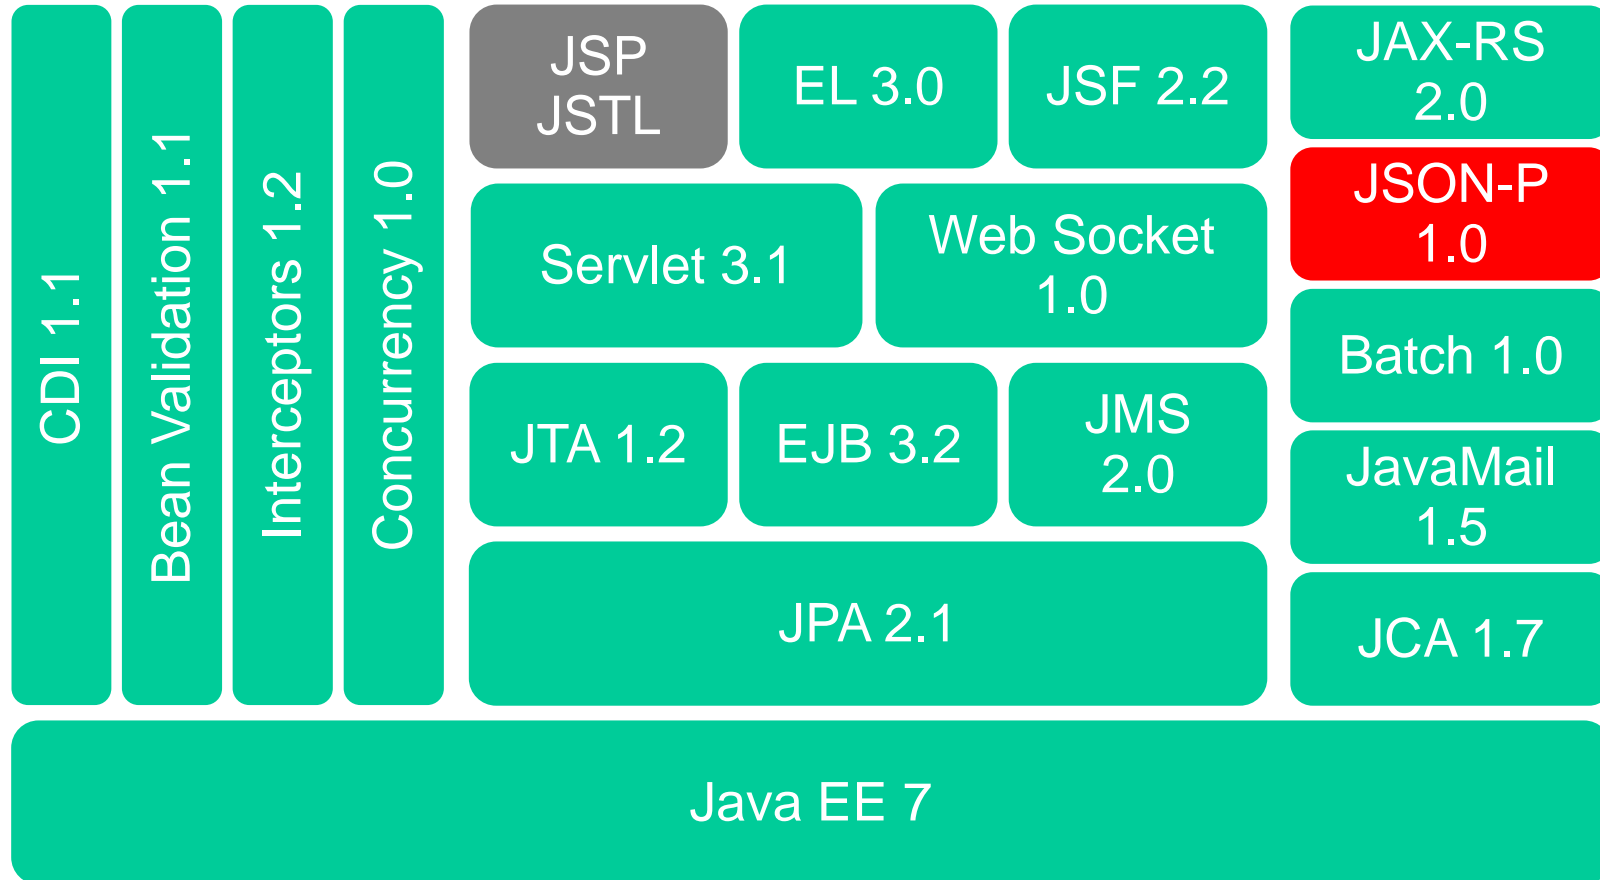 CDI 1.1
Bean Validation 1.1
Interceptors 1.2
Concurrency 1.0
JSP
JSTL
EL 3.0
JSF 2.2
Servlet 3.1
Web Socket
1.0
JTA 1.2
EJB 3.2
JMS
2.0
JPA 2.1
JAX-RS
2.0
JSON-P
1.0
Batch 1.0
JavaMail
1.5
JCA 1.7
Java EE 7